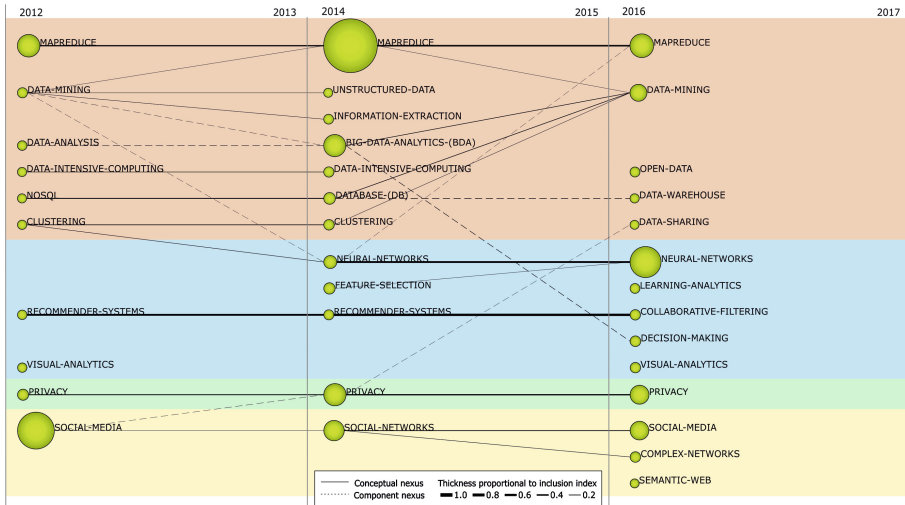 2012 2013 2014 2015 2016 2017
MAPREDUCE MAPREDUCE MAPREDUCE
DATA-MINING UNSTRUCTURED-DATA DATA-MINING
INFORMATION-EXTRACTION
DATA-ANALYSIS BIG-DATA-ANALYTICS-(BDA)
DATA-INTENSIVE-COMPUTING DATA-INTENSIVE-COMPUTING OPEN-DATA
NOSQL DATABASE-(DB) DATA-WAREHOUSE
CLUSTERING CLUSTERING DATA-SHARING
NEURAL-NETWORKS NEURAL-NETWORKS
FEATURE-SELECTION LEARNING-ANALYTICS
RECOMMENDER-SYSTEMS RECOMMENDER-SYSTEMS COLLABORATIVE-FILTERING
DECISION-MAKING
VISUAL-ANALYTICS VISUAL-ANALYTICS
PRIVACY PRIVACY PRIVACY
SOCIAL-MEDIA SOCIAL-NETWORKS SOCIAL-MEDIA
COMPLEX-NETWORKS
SEMANTIC-WEB
Conceptual nexus Thickness proportional to inclusion index
Component nexus 1.0 0.8 0.6 0.4 0.2